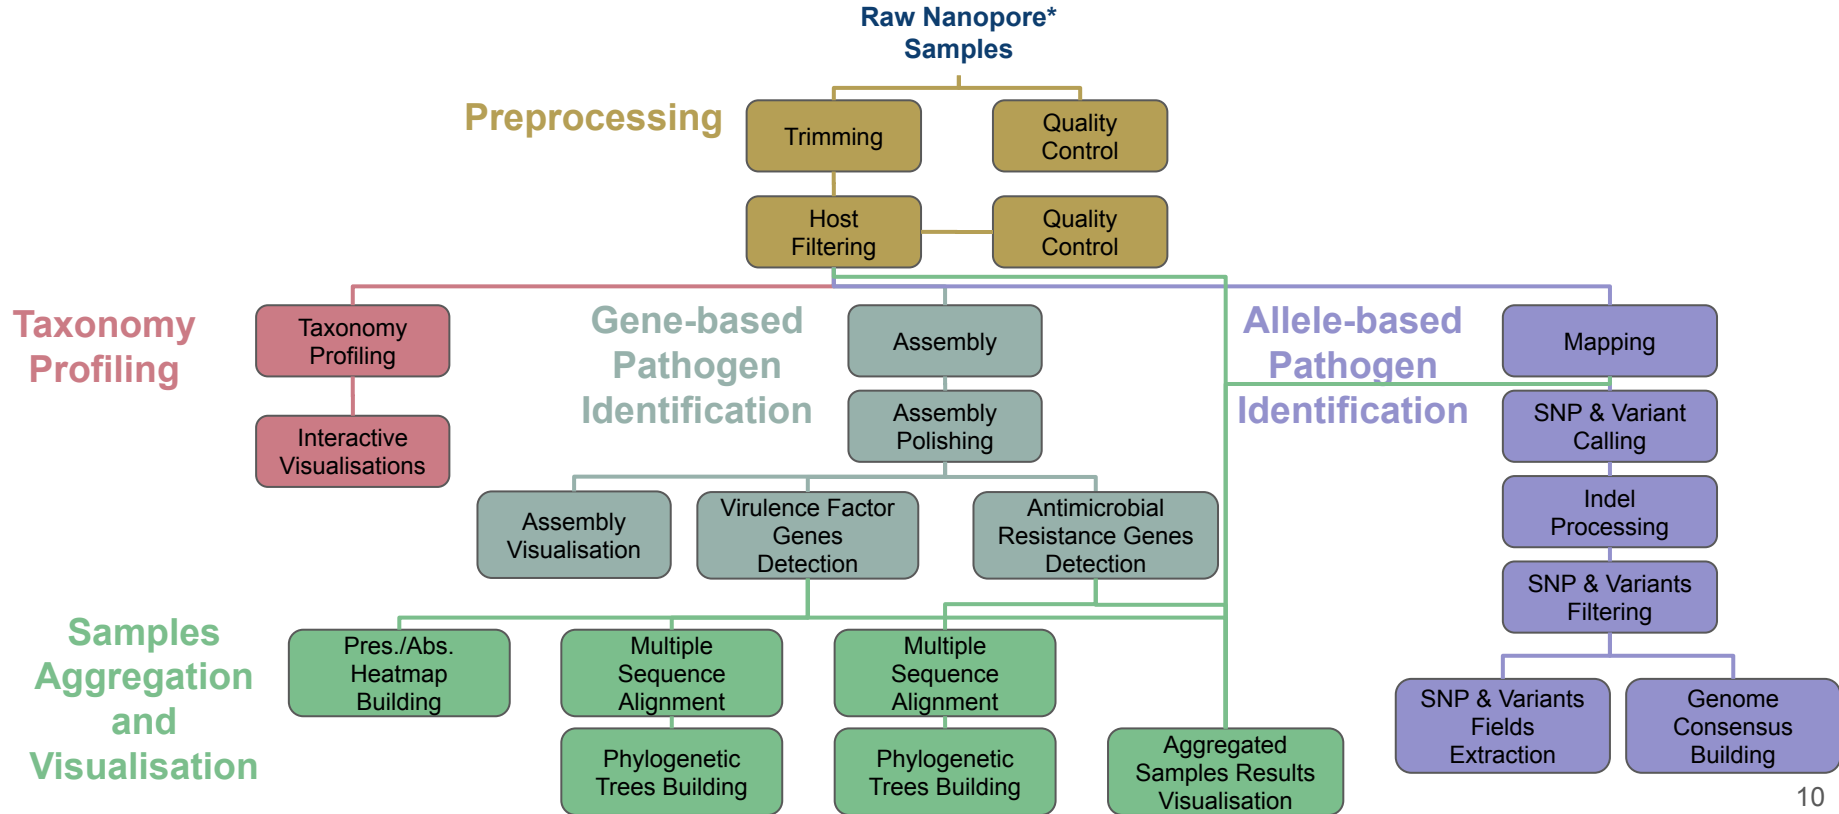 Raw Nanopore*
Samples
Preprocessing
Trimming
Quality
Control
Host
Filtering
Quality
Control
Taxonomy
Profiling
Taxonomy
Profiling
Interactive
Visualisations
Gene-based
Pathogen
Identification
Assembly
Assembly
Polishing
Assembly
Visualisation
Virulence Factor
Genes
Detection
Antimicrobial
Resistance Genes
Detection
Allele-based
Pathogen
Identification
Mapping
SNP & Variant
Calling
Indel
Processing
SNP & Variants
Filtering
SNP & Variants
Fields
Extraction
Genome
Consensus
Building
Samples
Aggregation
and
Visualisation
Pres./Abs.
Heatmap
Building
Multiple
Sequence
Alignment
Phylogenetic
Trees Building
Multiple
Sequence
Alignment
Phylogenetic
Trees Building
Aggregated
Samples Results
Visualisation
10